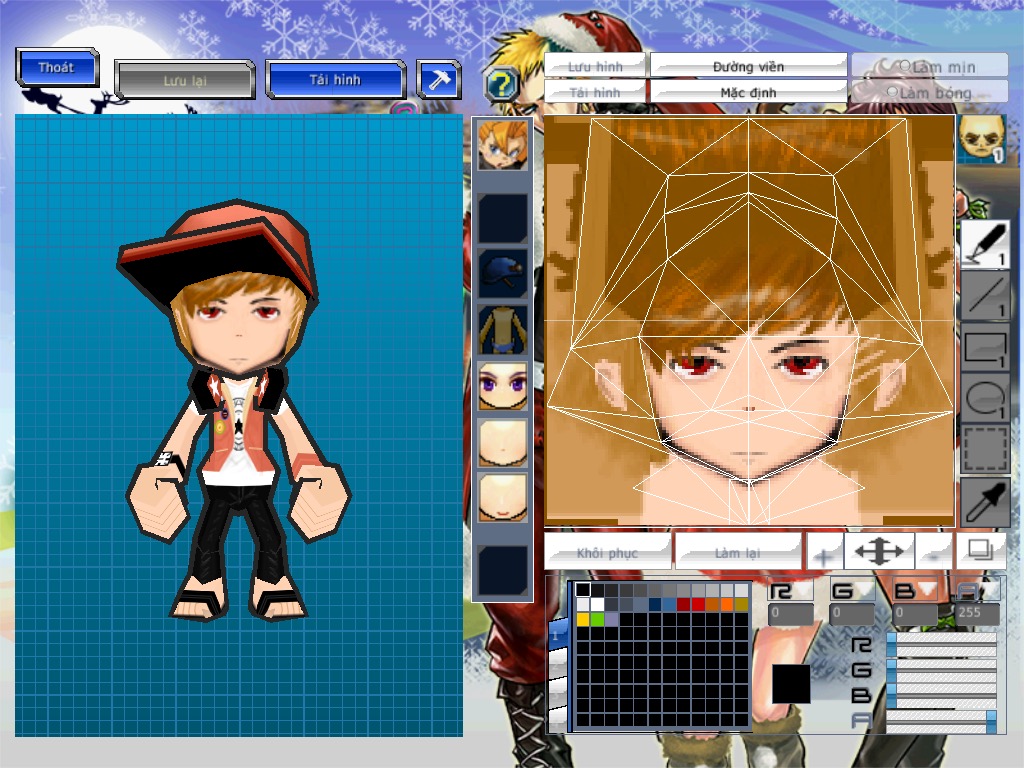 Thoát
Lưu lại
Tải hình
?
Lưu hình
Đường viền
Làm mịn
Tải hình
Mặc định
Làm bóng
1
1
1
1
1
Khôi phục
Làm lại
R G B A
0 0 0 255
1
R
G
B
A